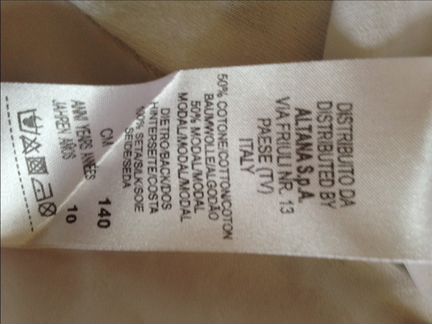 DISTRIBUITO DA
DISTRIBUTED BY
ALTANA S.p.A.
VIA FRIULI NR. 13
PAESE (TV)
ITALY
50% COTONE/COTTON/COTON
BAUMWOLLE/ALGODÃO
50% MODAL/MODAL
MODAL/MODAL/MODAL
DIETRO/BACK/DOS
HINTERSEITE/COSTA
100% SETA/SILK/SOIE
SEIDE/SEDA
CM 140
ANNI YEARS ANNÉES
JAHREN AÑOS 10